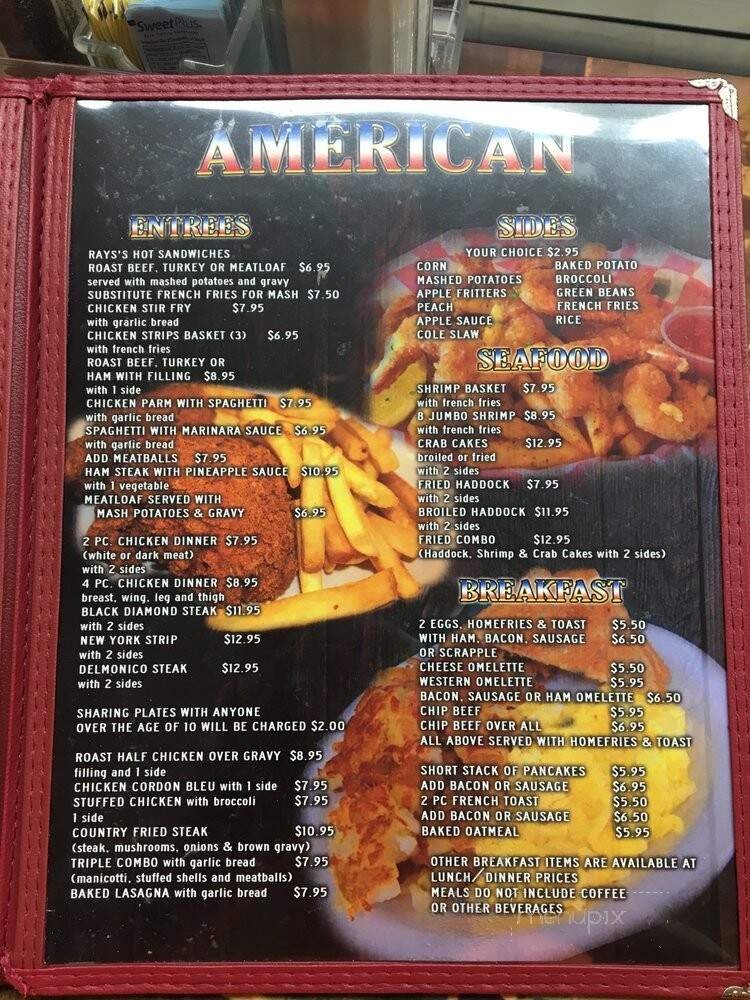 SweetPlus
AMERICAN
ENTREES
RAYS'S HOT SANDWICHES
ROAST BEEF, TURKEY OR MEATLOAF $6.95
served with mashed potatoes and gravy
SUBSTITUTE FRENCH FRIES FOR MASH $7.50
CHICKEN STIR FRY $7.95
with grarlic bread
CHICKEN STRIPS BASKET (3) $6.95
with french fries
ROAST BEEF, TURKEY OR
HAM WITH FILLING $8.95
with 1 side
CHICKEN PARM WITH SPAGHETTI $7.95
with garlic bread
SPAGHETTI WITH MARINARA SAUCE $6.95
with garlic bread
ADD MEATBALLS $7.95
HAM STEAK WITH PINEAPPLE SAUCE $10.95
with 1 vegetable
MEATLOAF SERVED WITH
MASH POTATOES & GRAVY $6.95
2 PC. CHICKEN DINNER $7.95
(white or dark meat)
with 2 sides
4 PC. CHICKEN DINNER $8.95
breast, wing, leg and thigh
BLACK DIAMOND STEAK $11.95
with 2 sides
NEW YORK STRIP $12.95
with 2 sides
DELMONICO STEAK $12.95
with 2 sides
SHARING PLATES WITH ANYONE
OVER THE AGE OF 10 WILL BE CHARGED $2.00
ROAST HALF CHICKEN OVER GRAVY $8.95
filling and 1 side
CHICKEN CORDON BLEU with 1 side $7.95
STUFFED CHICKEN with broccoli $7.95
1 side
COUNTRY FRIED STEAK $10.95
(steak, mushrooms, onions & brown gravy)
TRIPLE COMBO with garlic bread $7.95
(manicotti, stuffed shells and meatballs)
BAKED LASAGNA with garlic bread $7.95
SIDES
YOUR CHOICE $2.95
CORN BAKED POTATO
MASHED POTATOES BROCCOLI
APPLE FRITTERS GREEN BEANS
PEACH FRENCH FRIES
APPLE SAUCE RICE
COLE SLAW
SEAFOOD
SHRIMP BASKET $7.95
with french fries
8 JUMBO SHRIMP $8.95
with french fries
CRAB CAKES $12.95
broiled or fried
with 2 sides
FRIED HADDOCK $7.95
with 2 sides
BROILED HADDOCK $11.95
with 2 sides
FRIED COMBO $12.95
(Haddock, Shrimp & Crab Cakes with 2 sides)
BREAKFAST
2 EGGS, HOMEFRIES & TOAST $5.50
WITH HAM, BACON, SAUSAGE $6.50
OR SCRAPPLE
CHEESE OMELETTE $5.50
WESTERN OMELETTE $5.95
BACON, SAUSAGE OR HAM OMELETTE $6.50
CHIP BEEF $5.95
CHIP BEEF OVER ALL $6.95
ALL ABOVE SERVED WITH HOMEFRIES & TOAST
SHORT STACK OF PANCAKES $5.95
ADD BACON OR SAUSAGE $6.95
2 PC FRENCH TOAST $5.50
ADD BACON OR SAUSAGE $6.50
BAKED OATMEAL $5.95
OTHER BREAKFAST ITEMS ARE AVAILABLE AT
LUNCH/DINNER PRICES
MEALS DO NOT INCLUDE COFFEE
OR OTHER BEVERAGES
menupix